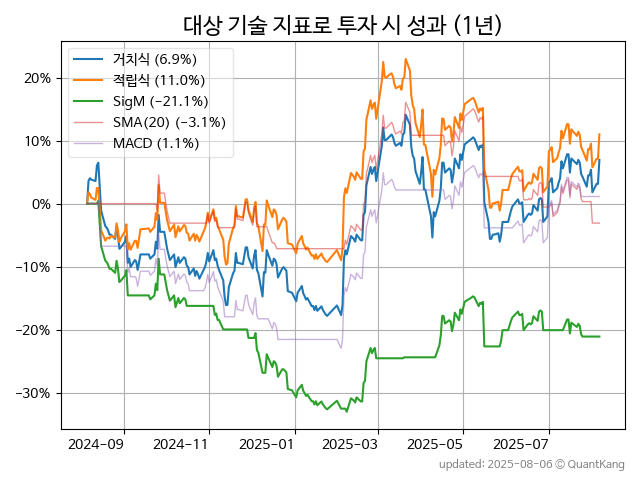 대상 기술 지표로 투자 시 성과 (1년)
거치식 (6.9%)
적립식 (11.0%)
SigM (−21.1%)
SMA(20) (−3.1%)
MACD (1.1%)
20%
10%
0%
−10%
−20%
−30%
2024-09 2024-11 2025-01 2025-03 2025-05 2025-07
updated: 2025-08-06 © QuantKang